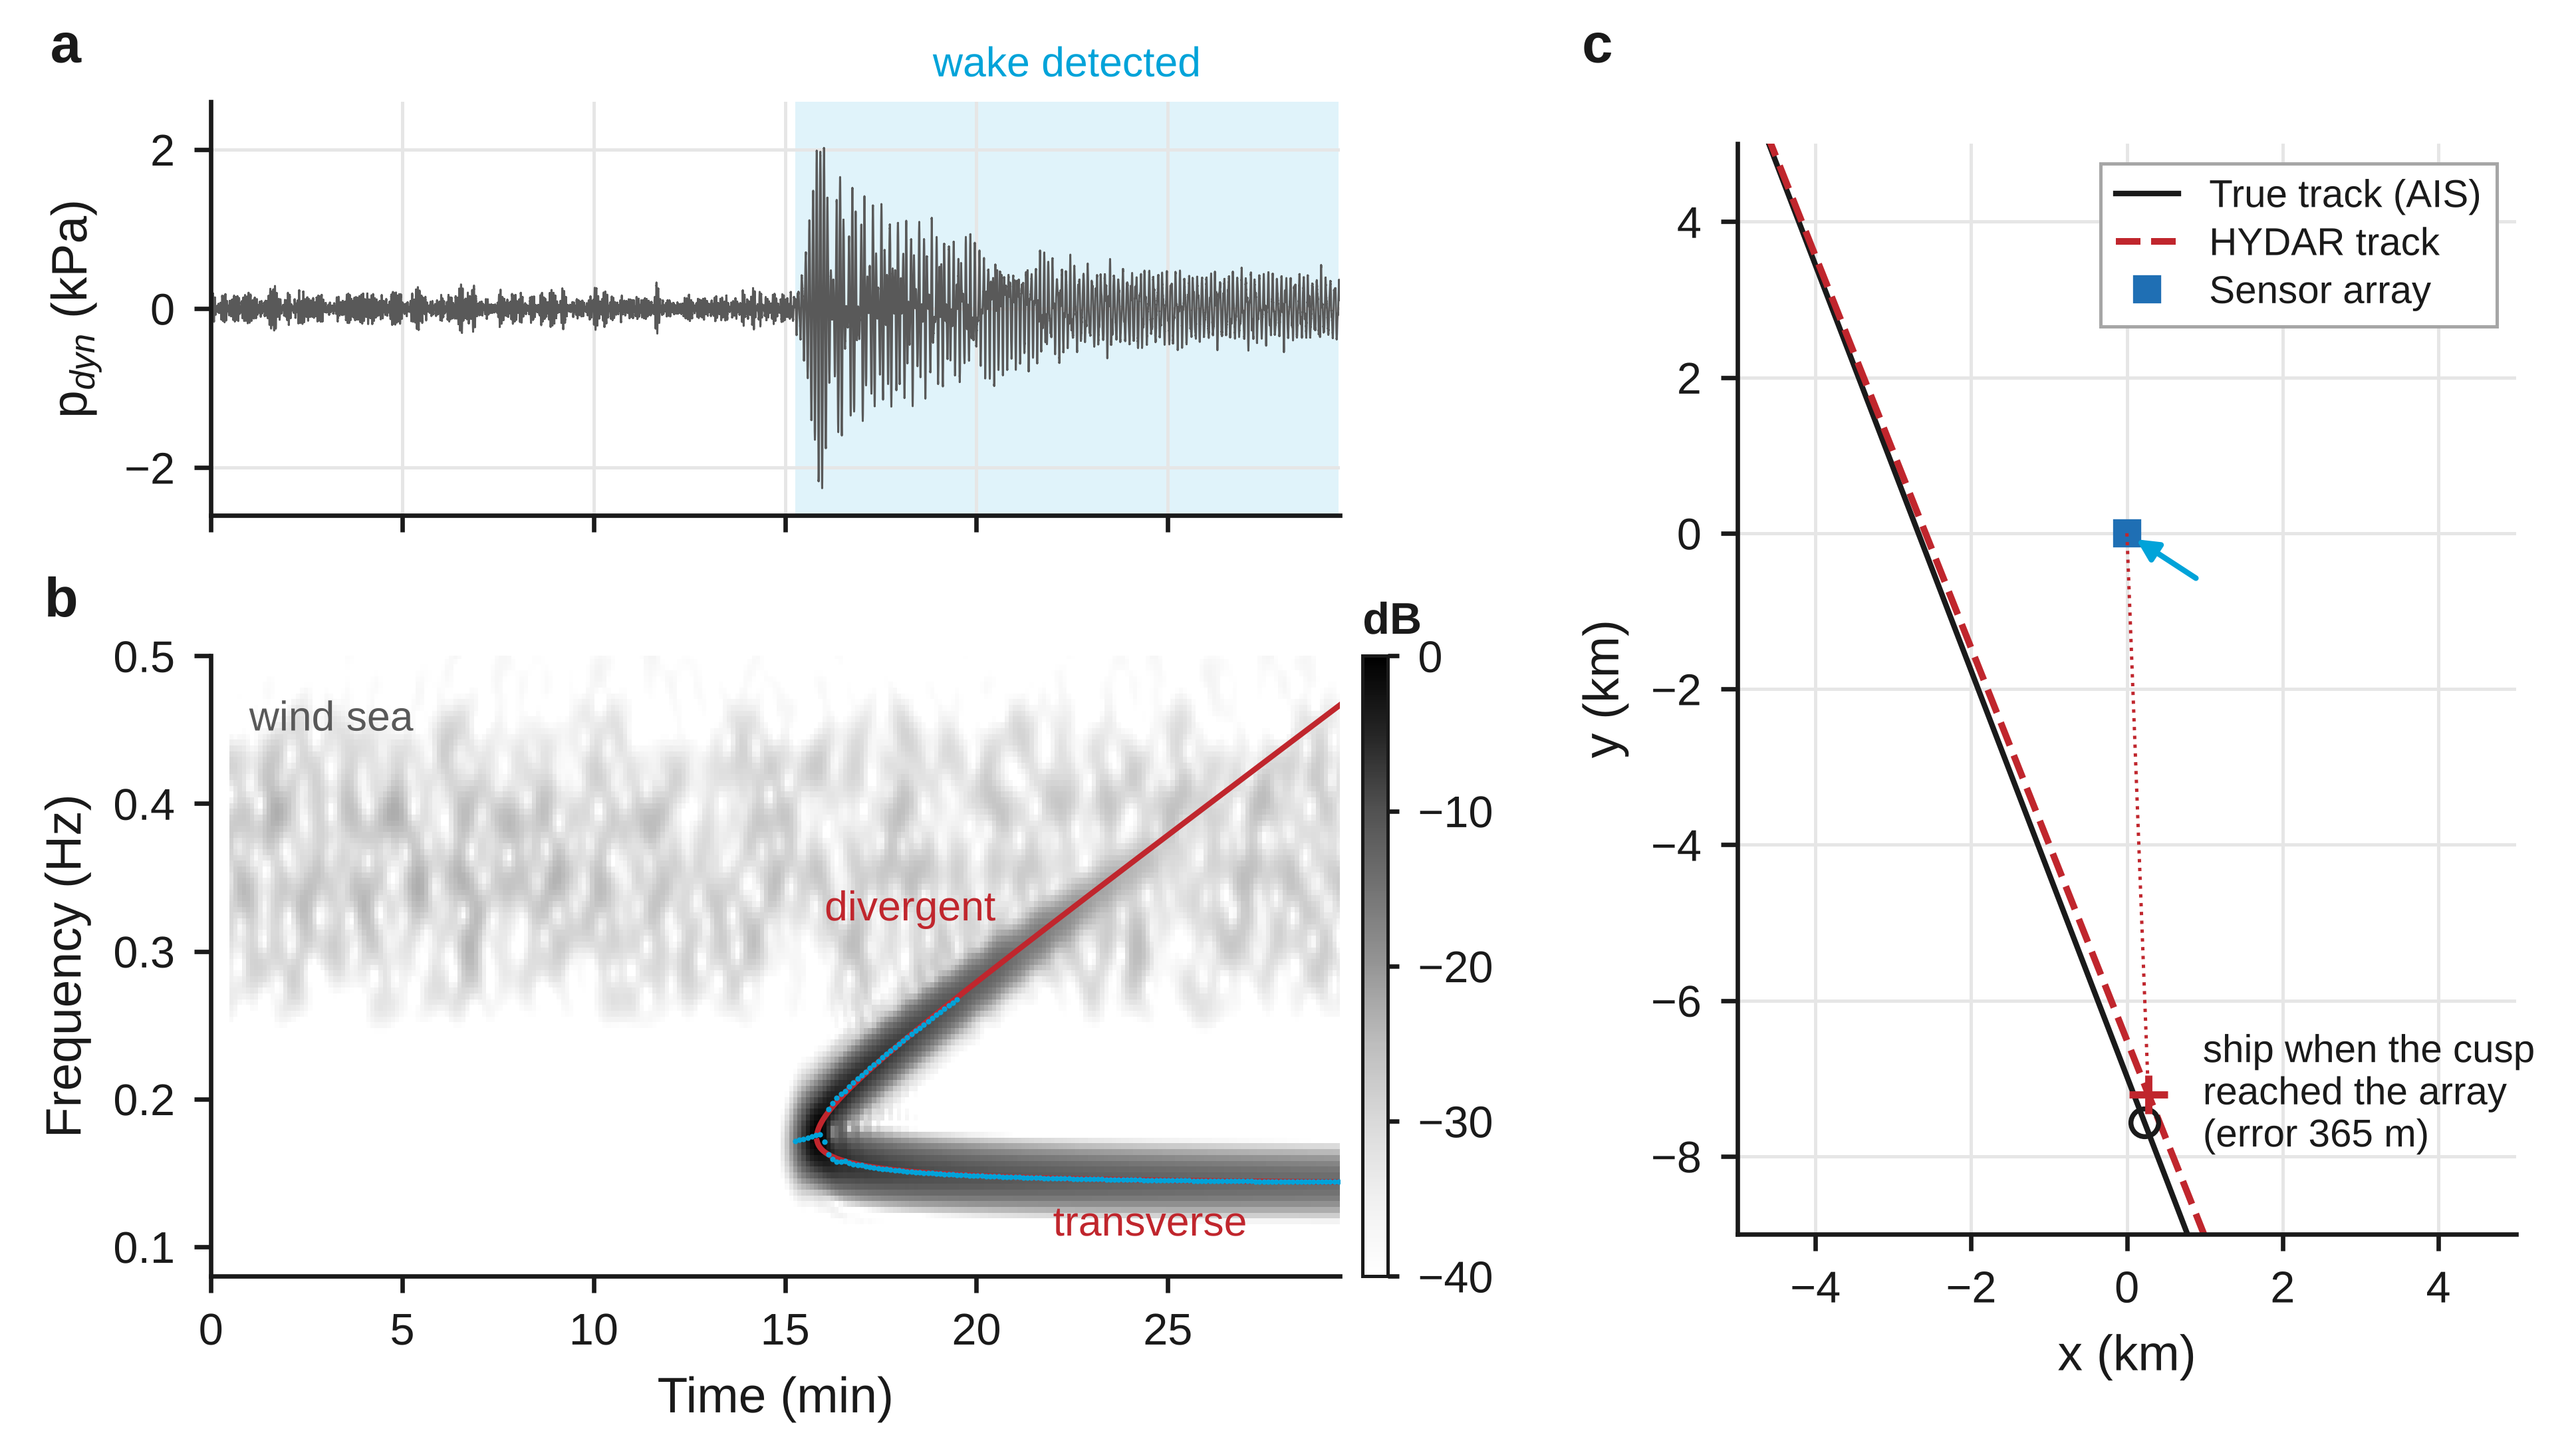 a
wake detected
2
0
−2
p_dyn (kPa)
b
dB
0.5
0.4
0.3
0.2
0.1
Frequency (Hz)
wind sea
divergent
transverse
0
−10
−20
−30
−40
0 5 10 15 20 25
Time (min)
c
True track (AIS)
HYDAR track
Sensor array
4
2
0
−2
−4
−6
−8
y (km)
ship when the cusp
reached the array
(error 365 m)
−4 −2 0 2 4
x (km)